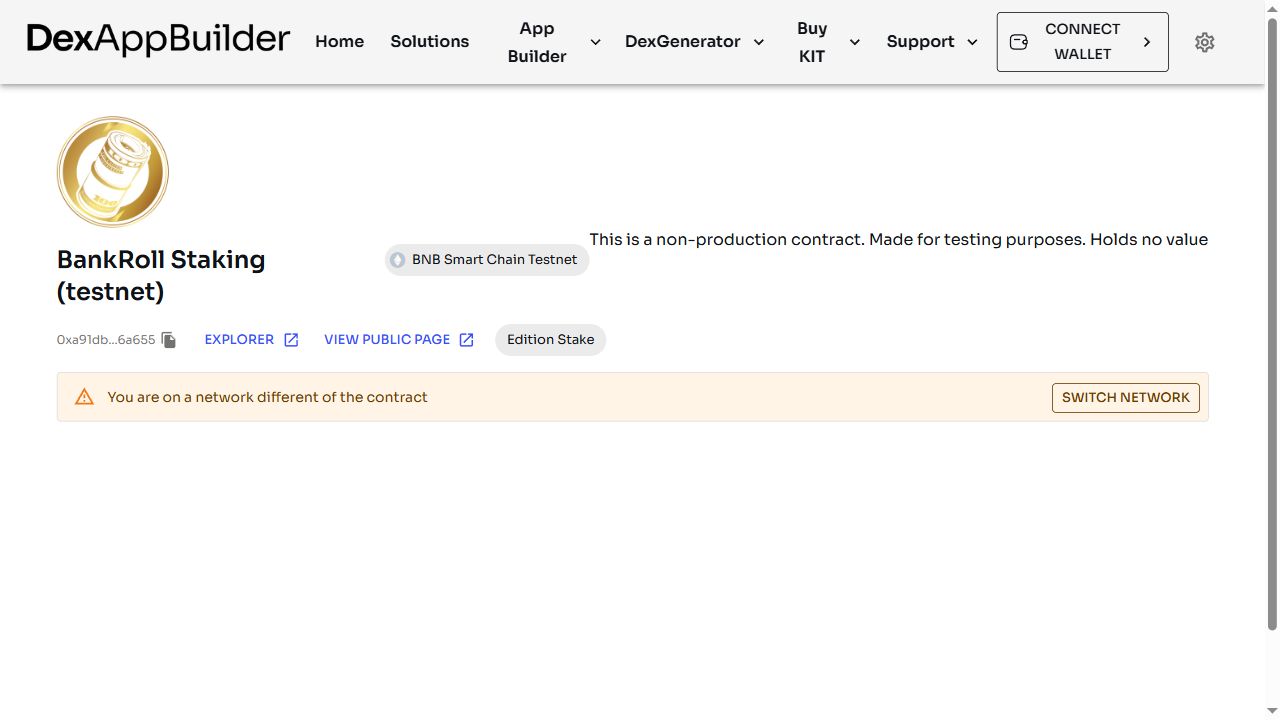 DexAppBuilder
Home
Solutions
App
Builder
DexGenerator
Buy
KIT
Support
CONNECT
WALLET
This is a non-production contract. Made for testing purposes. Holds no value
BankRoll Staking
(testnet)
BNB Smart Chain Testnet
0xa91db...6a655
EXPLORER
VIEW PUBLIC PAGE
Edition Stake
You are on a network different of the contract
SWITCH NETWORK